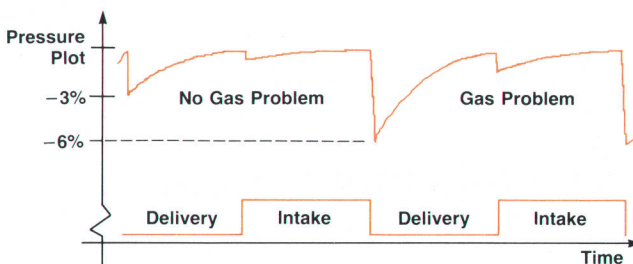 Pressure
Plot
−3%
No Gas Problem
Gas Problem
−6%
Delivery
Intake
Delivery
Intake
Time